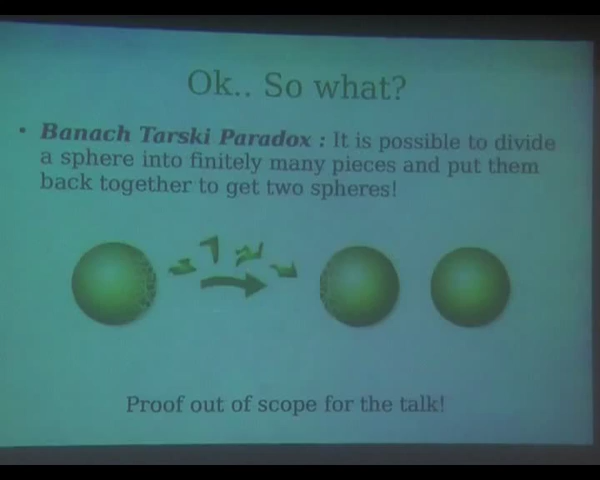 Ok.. So what?
• Banach Tarski Paradox : It is possible to divide
a sphere into finitely many pieces and put them
back together to get two spheres!
Proof out of scope for the talk!